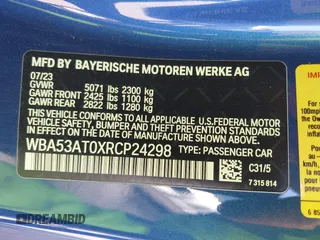 MFD BY BAYERISCHE MOTOREN WERKE AG
07/23
GVWR 5071 lbs 2300 kg
GAWR FRONT 2425 lbs 1100 kg
GAWR REAR 2822 lbs 1280 kg
THIS VEHICLE CONFORMS TO ALL APPLICABLE U.S.FEDERAL
MOTOR VEHICLE SAFETY, BUMPER, AND THEFT PREVENTION
STANDARDS IN EFFECT ON THE DATE OF MANUFACTURE SHOWN ABOVE.
WBA53AT0XRCP24298 TYPE: PASSENGER CAR
C31/5
7 315 814
IMP
100mph
DREAMBID